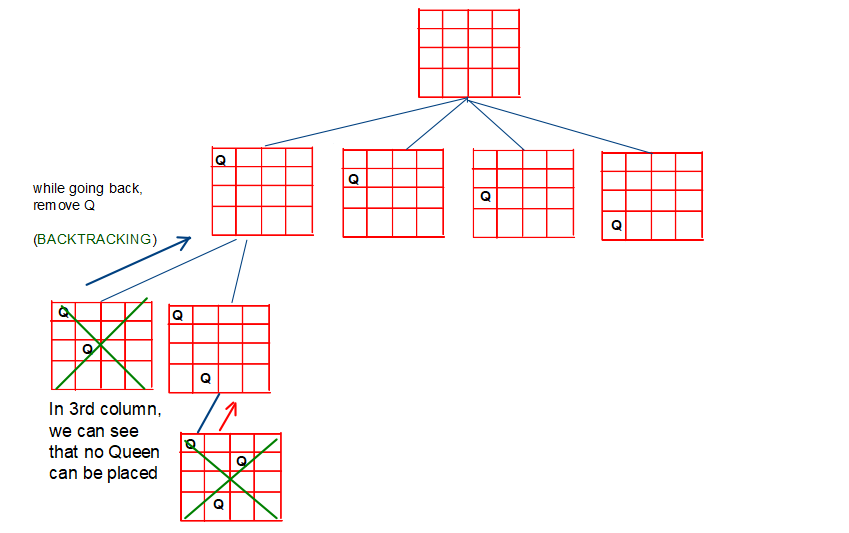 Q
Q
Q
Q
while going back,
remove Q
(BACKTRACKING)
Q
Q
Q
Q
In 3rd column,
we can see
that no Queen
can be placed
Q
Q
Q